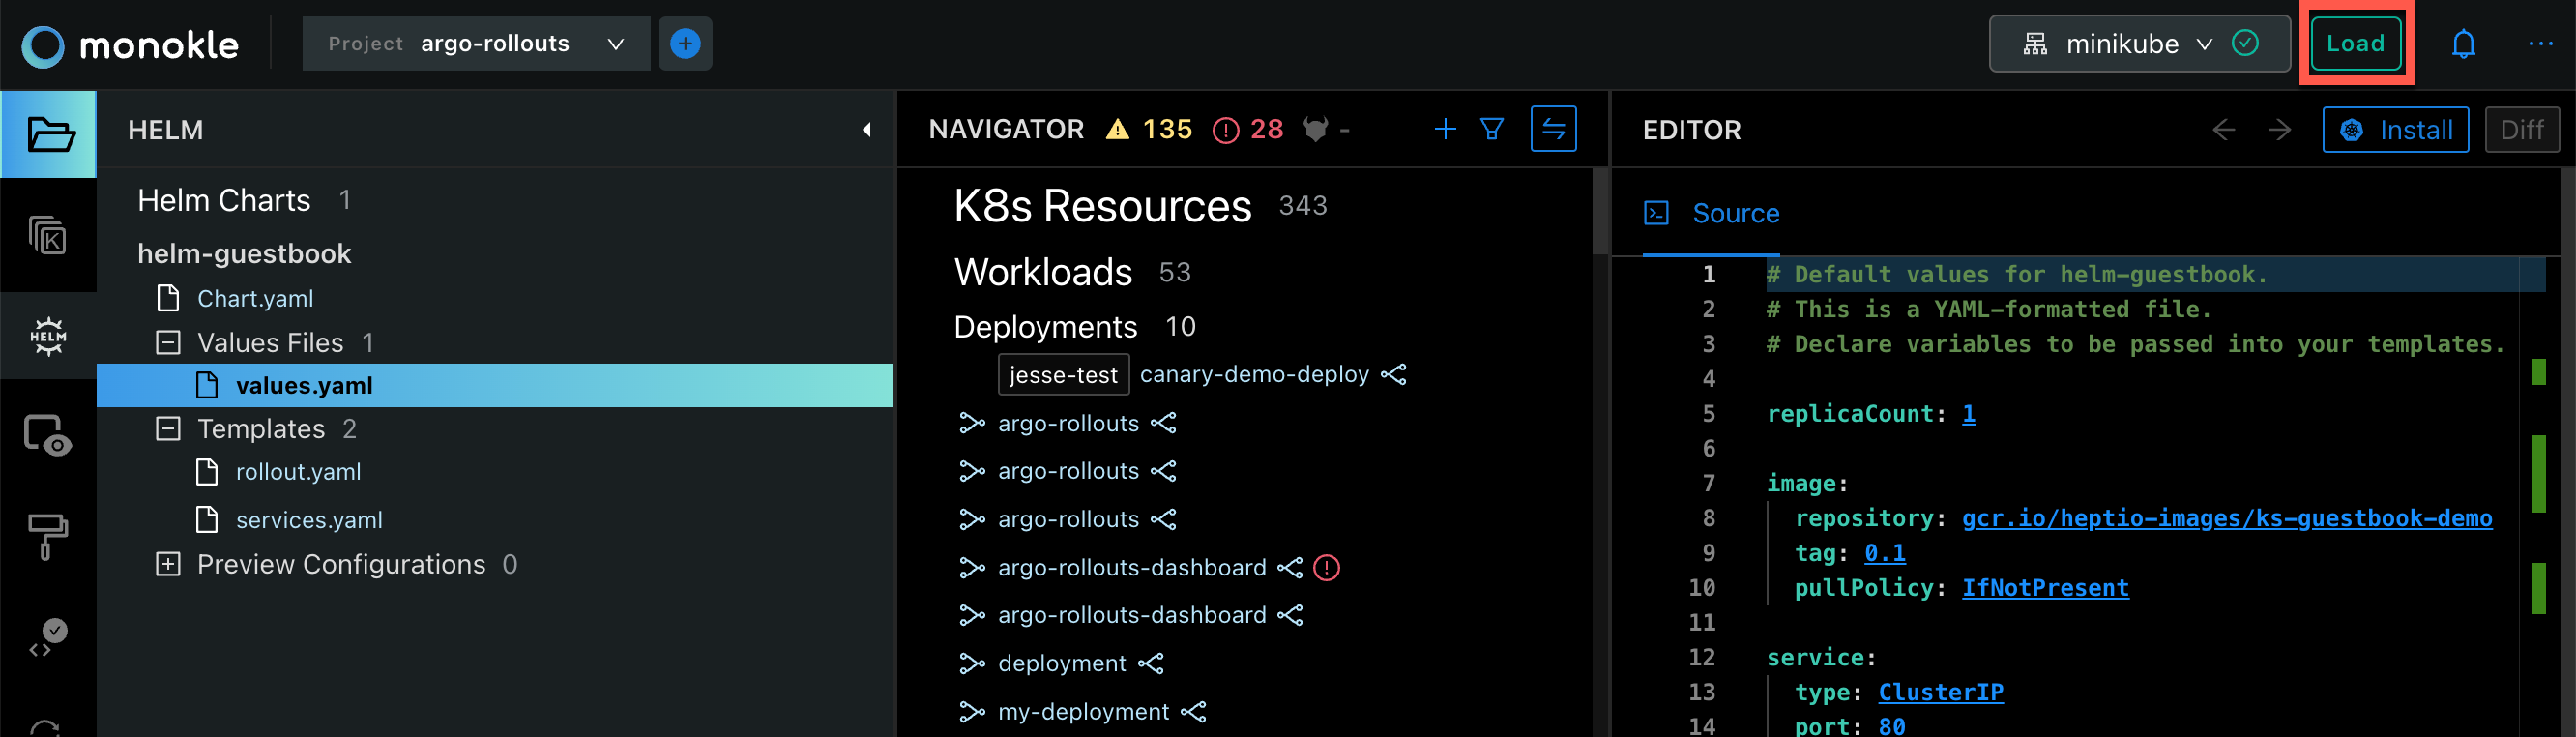 monokle
Project argo-rollouts
minikube
Load
HELM
Helm Charts 1
helm-guestbook
Chart.yaml
Values Files 1
values.yaml
Templates 2
rollout.yaml
services.yaml
Preview Configurations 0
K
HELM
NAVIGATOR 135 28 -
K8s Resources 343
Workloads 53
Deployments 10
jesse-test canary-demo-deploy
argo-rollouts
argo-rollouts
argo-rollouts
argo-rollouts-dashboard
argo-rollouts-dashboard
deployment
my-deployment
EDITOR
Install
Diff
Source
1 # Default values for helm-guestbook.
2 # This is a YAML-formatted file.
3 # Declare variables to be passed into your templates.
4
5 replicaCount: 1
6
7 image:
8 repository: gcr.io/heptio-images/ks-guestbook-demo
9 tag: 0.1
10 pullPolicy: IfNotPresent
11
12 service:
13 type: ClusterIP
14 port: 80